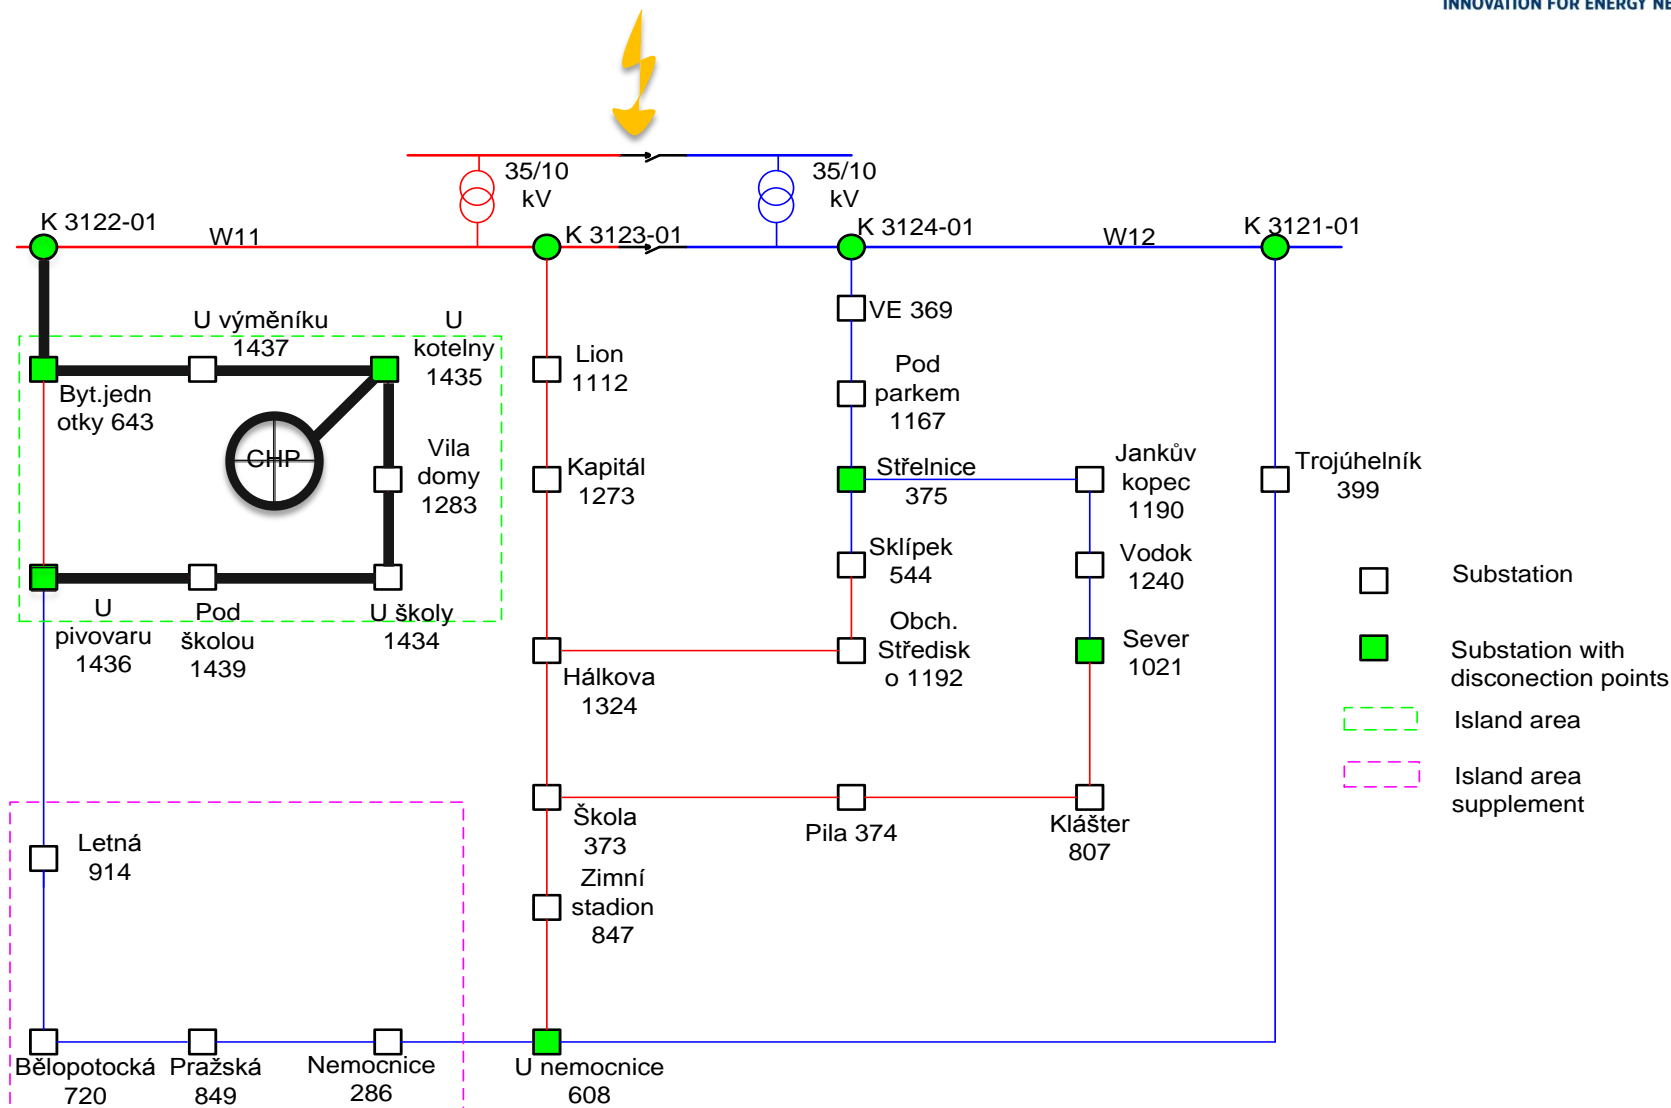 INNOVATION FOR ENERGY NE
35/10
kV
35/10
kV
K 3122-01
W11
K 3123-01
K 3124-01
W12
K 3121-01
U výměníku
1437
U
kotelny
1435
Byt.jedn
otky 643
CHP
Vila
domy
1283
U
pivovaru
1436
Pod
školou
1439
U školy
1434
Lion
1112
Kapitál
1273
Hálkova
1324
Škola
373
Zimní
stadion
847
VE 369
Pod
parkem
1167
Střelnice
375
Sklípek
544
Obch.
Středisk
o 1192
Jankův
kopec
1190
Vodok
1240
Sever
1021
Pila 374
Klášter
807
Trojúhelník
399
Letná
914
Bělopotocká
720
Pražská
849
Nemocnice
286
U nemocnice
608
Substation
Substation with
disconection points
Island area
Island area
supplement